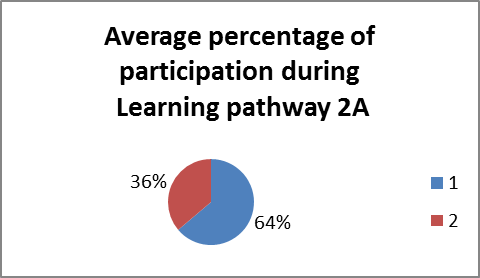 Average percentage of
participation during
Learning pathway 2A
36%
64%
1
2